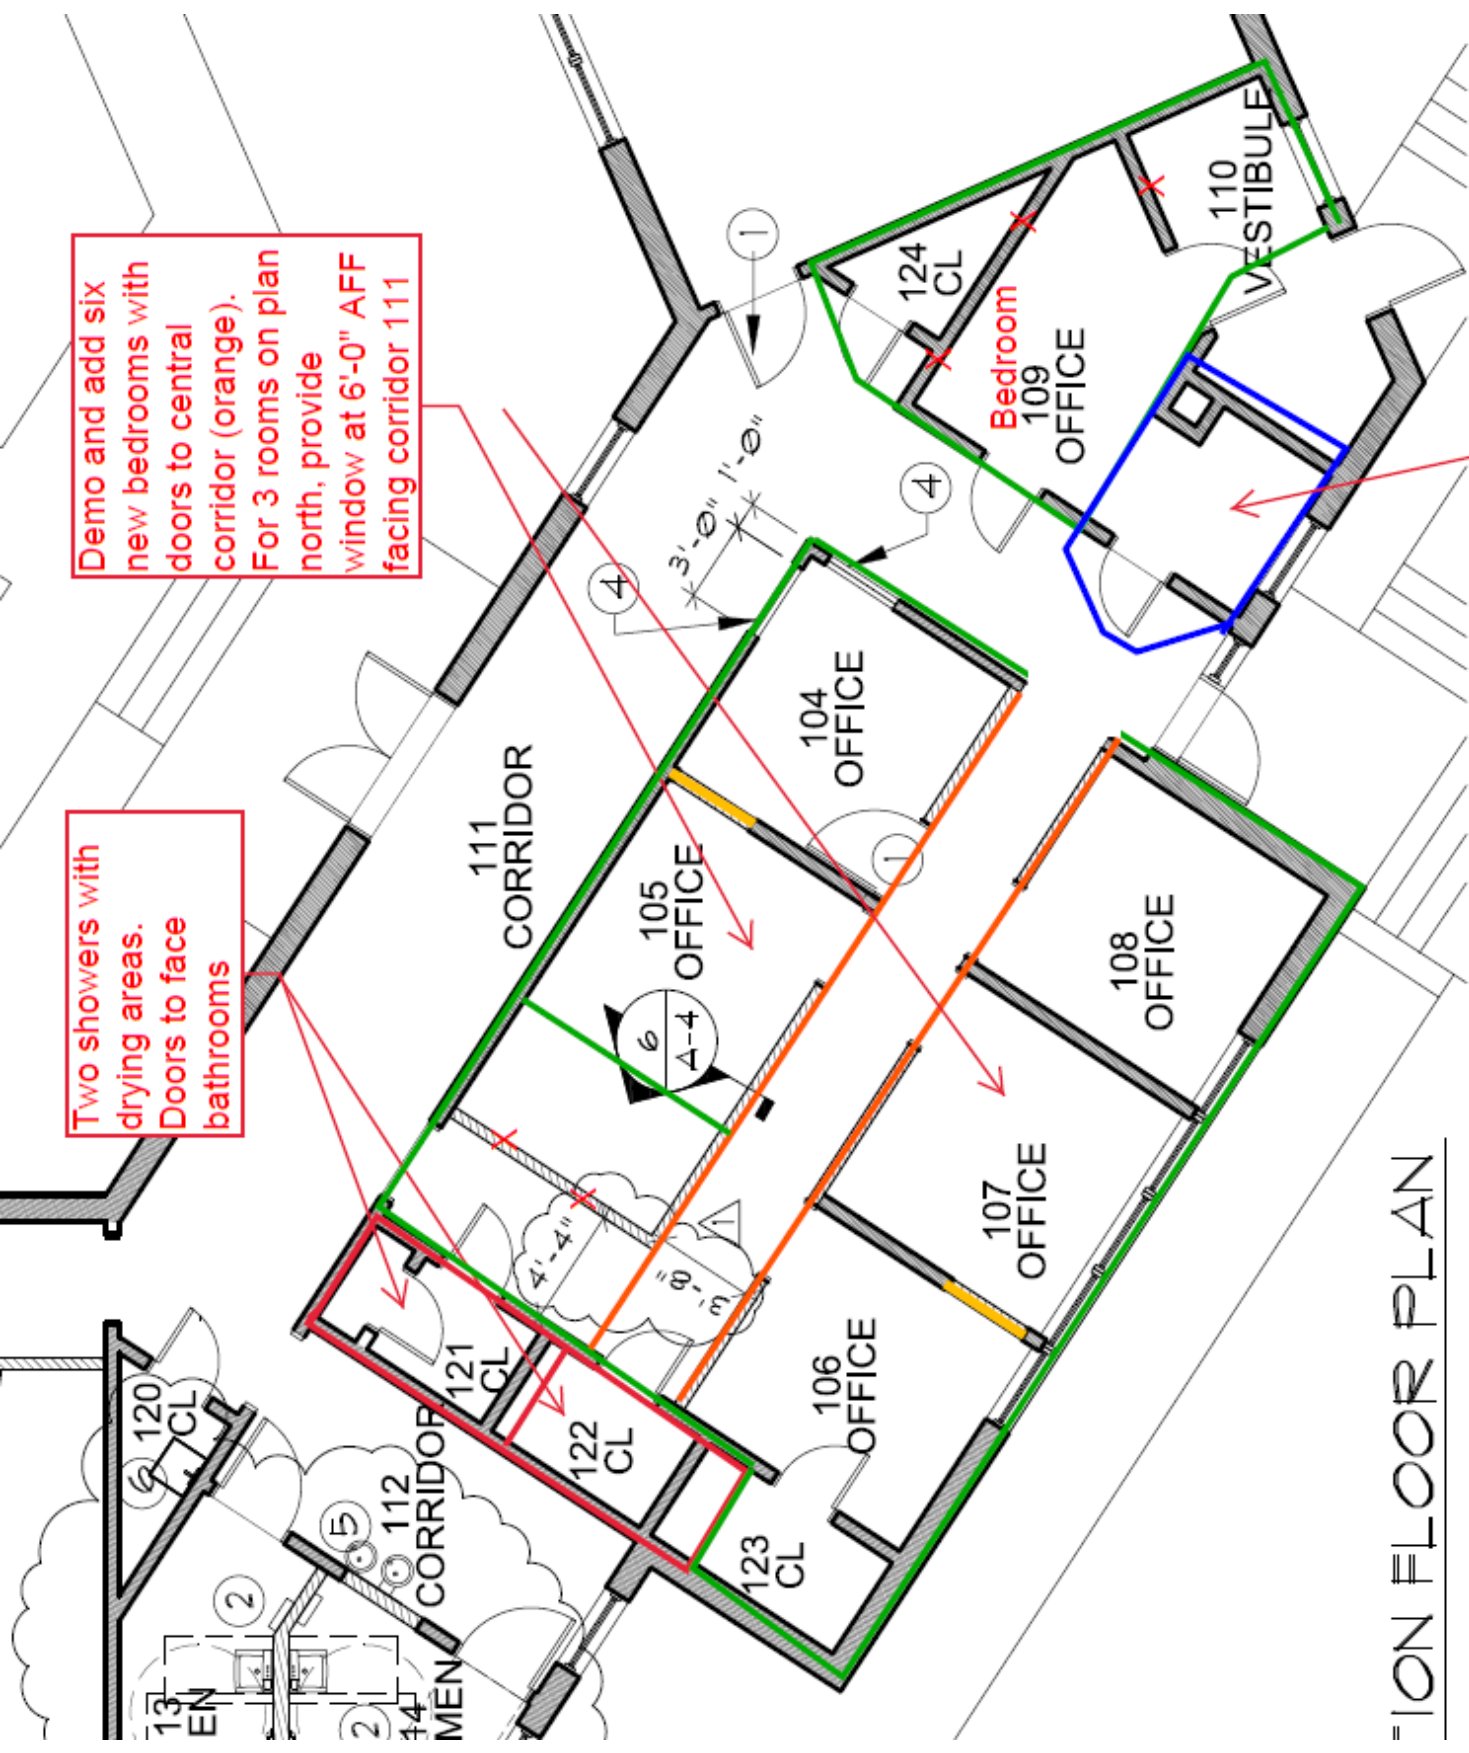 Demo and add six
new bedrooms with
doors to central
corridor (orange).
For 3 rooms on plan
north, provide
window at 6'-0" AFF
facing corridor 111
Two showers with
drying areas.
Doors to face
bathrooms
1
124
CL
110
VESTIBULE
Bedroom
109
OFFICE
1'-0"
3'-0"
4
4
104
OFFICE
111
CORRIDOR
105
OFFICE
1
6
A-4
108
OFFICE
107
OFFICE
4'-4"
3'-8"
1
106
OFFICE
121
CL
122
CL
123
CL
120
CL
6
5
112
CORRIDOR
2
2
13
EN
14
MEN
TION FLOOR PLAN